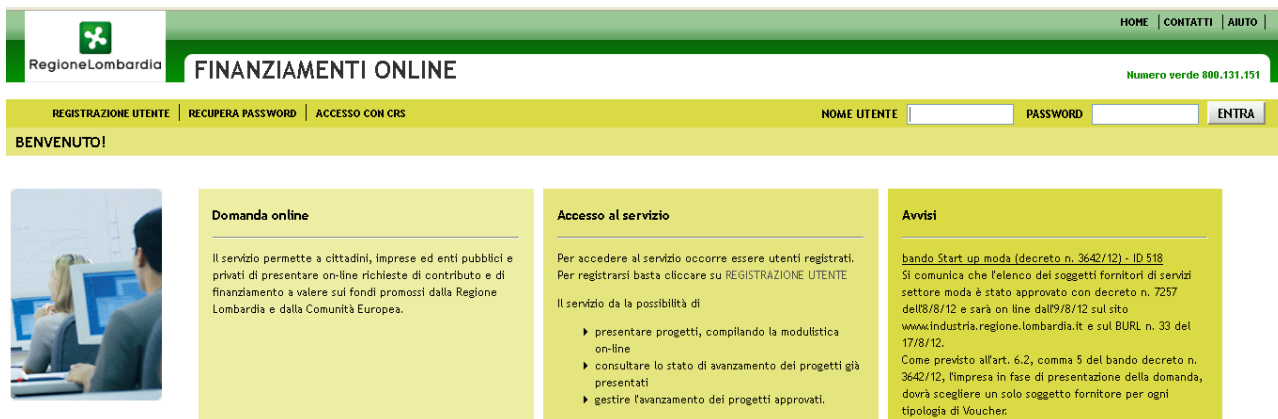 HOME | CONTATTI | AIUTO |
RegioneLombardia
FINANZIAMENTI ONLINE
Numero verde 800.131.151
REGISTRAZIONE UTENTE | RECUPERA PASSWORD | ACCESSO CON CRS
NOME UTENTE
PASSWORD
ENTRA
BENVENUTO!
Domanda online
Il servizio permette a cittadini, imprese ed enti pubblici e
privati di presentare on-line richieste di contributo e di
finanziamento a valere sui fondi promossi dalla Regione
Lombardia e dalla Comunità Europea.
Accesso al servizio
Per accedere al servizio occorre essere utenti registrati.
Per registrarsi basta cliccare su REGISTRAZIONE UTENTE
Il servizio da la possibilità di
presentare progetti, compilando la modulistica
on-line
consultare lo stato di avanzamento dei progetti già
presentati
gestire l'avanzamento dei progetti approvati.
Avvisi
bando Start up moda (decreto n. 3642/12) - ID 518
Si comunica che l'elenco dei soggetti fornitori di servizi
settore moda è stato approvato con decreto n. 7257
dell'8/8/12 e sarà on line dall'9/8/12 sul sito
www.industria.regione.lombardia.it e sul BURL n. 33 del
17/8/12.
Come previsto all'art. 6.2, comma 5 del bando decreto n.
3642/12, l'impresa in fase di presentazione della domanda,
dovrà scegliere un solo soggetto fornitore per ogni
tipologia di Voucher.